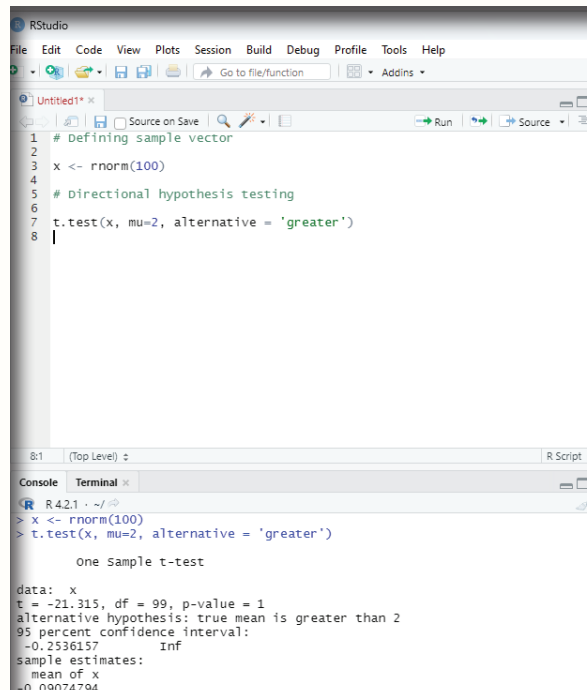 RStudio
File Edit Code View Plots Session Build Debug Profile Tools Help
Go to file/function Addins
Untitled1*
Source on Save Run Source
1 # Defining sample vector
2
3 x <- rnorm(100)
4
5 # Directional hypothesis testing
6
7 t.test(x, mu=2, alternative = 'greater')
8
8:1 (Top Level) R Script
Console Terminal
R 4.2.1 · ~/
> x <- rnorm(100)
> t.test(x, mu=2, alternative = 'greater')
One Sample t-test
data: x
t = -21.315, df = 99, p-value = 1
alternative hypothesis: true mean is greater than 2
95 percent confidence interval:
-0.2536157 Inf
sample estimates:
mean of x
-0.09074794